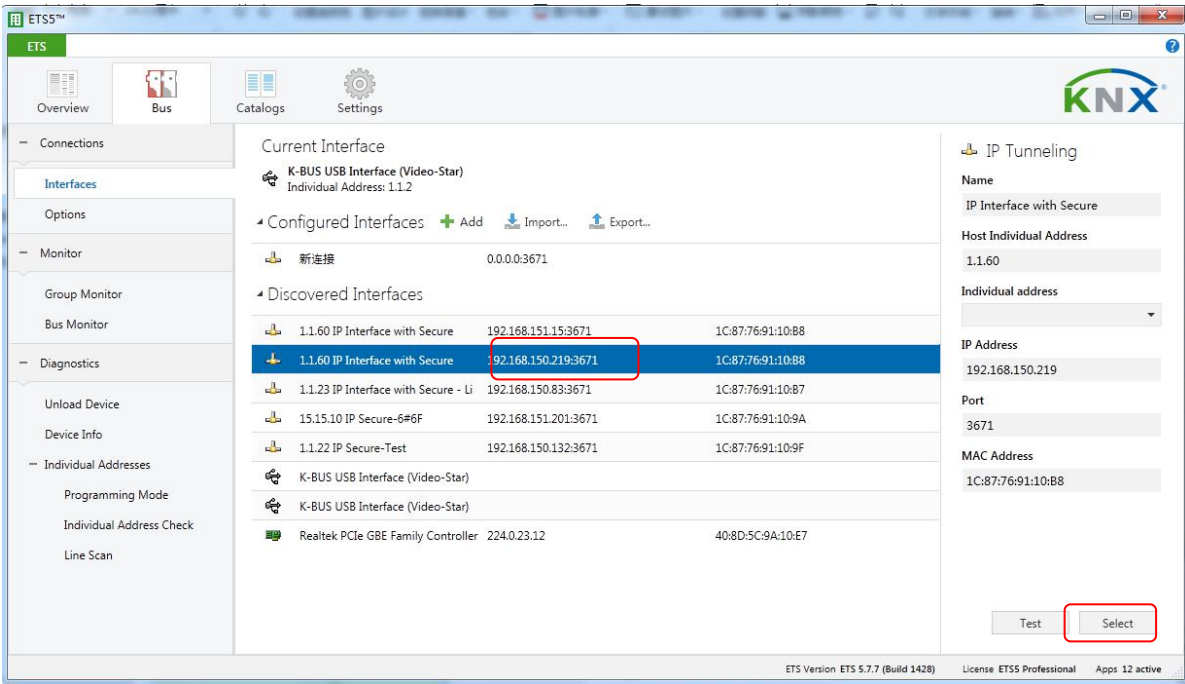 ETS5™
ETS
Overview Bus Catalogs Settings
KNX
Connections
Interfaces
Options
Monitor
Group Monitor
Bus Monitor
Diagnostics
Unload Device
Device Info
Individual Addresses
Programming Mode
Individual Address Check
Line Scan
Current Interface
K-BUS USB Interface (Video-Star)
Individual Address: 1.1.2
Configured Interfaces Add Import... Export...
新连接 0.0.0.0:3671
Discovered Interfaces
1.1.60 IP Interface with Secure 192.168.151.15:3671 1C:87:76:91:10:B8
1.1.60 IP Interface with Secure 192.168.150.219:3671 1C:87:76:91:10:B8
1.1.23 IP Interface with Secure - Li 192.168.150.83:3671 1C:87:76:91:10:B7
15.15.10 IP Secure-6#6F 192.168.151.201:3671 1C:87:76:91:10:9A
1.1.22 IP Secure-Test 192.168.150.132:3671 1C:87:76:91:10:9F
K-BUS USB Interface (Video-Star)
K-BUS USB Interface (Video-Star)
Realtek PCIe GBE Family Controller 224.0.23.12 40:8D:5C:9A:10:E7
IP Tunneling
Name
IP Interface with Secure
Host Individual Address
1.1.60
Individual address
IP Address
192.168.150.219
Port
3671
MAC Address
1C:87:76:91:10:B8
Test Select
ETS Version ETS 5.7.7 (Build 1428) License ETS5 Professional Apps 12 active